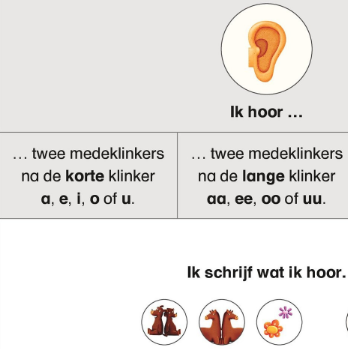 Ik hoor ...
... twee medeklinkers
na de korte klinker
a, e, i, o of u.
... twee medeklinkers
na de lange klinker
aa, ee, oo of uu.
Ik schrijf wat ik hoor.